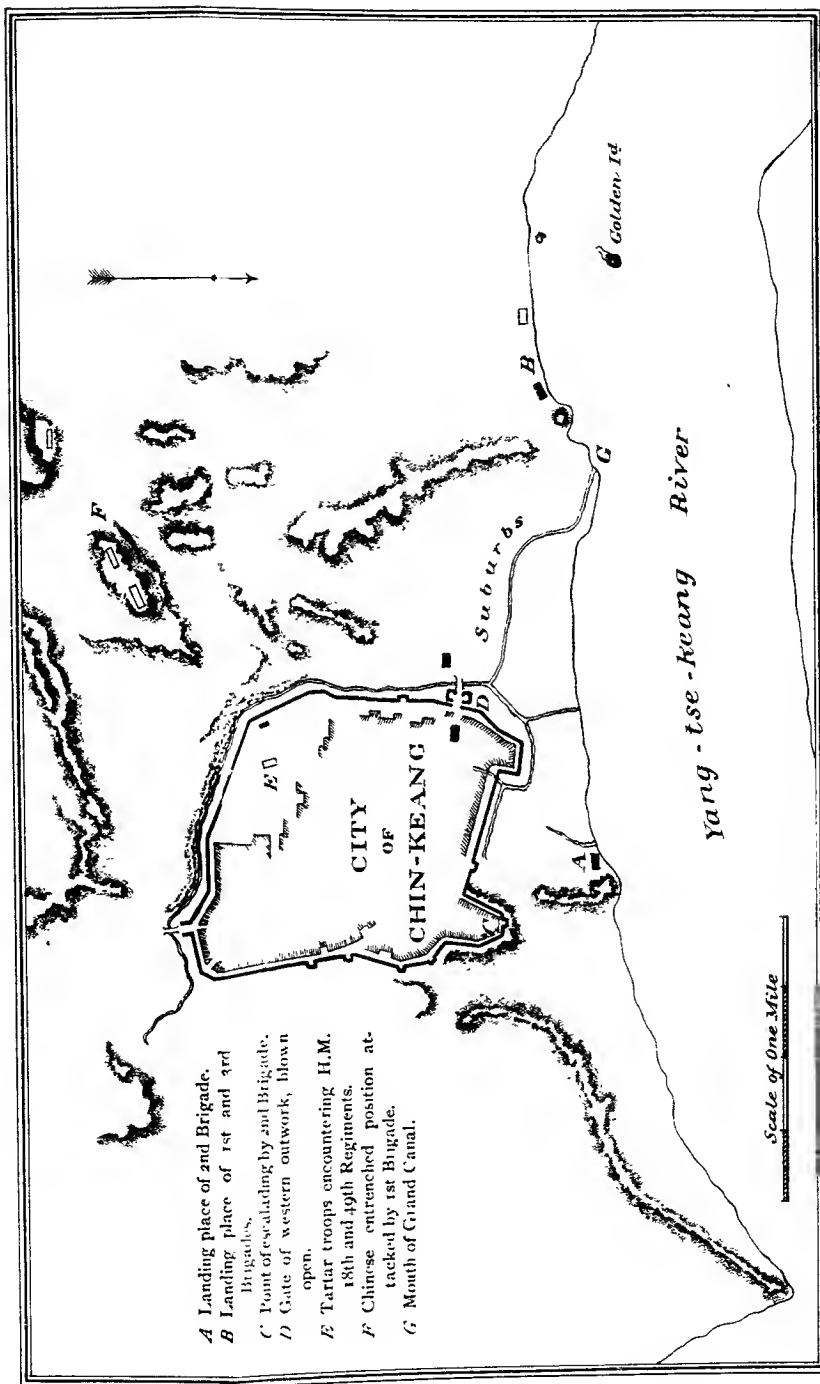 A Landing place of 2nd Brigade.
B Landing place of 1st and 3rd
Brigades.
C Point of escalading by 2nd Brigade.
D Gate of western outwork, blown
open.
E Tartar troops encountering H.M.
18th and 49th Regiments.
F Chinese entrenched position at-
tacked by 1st Brigade.
G Mouth of Grand Canal.
CITY
OF
CHIN-KEANG
E
F
D
C
A
B
G
Suburbs
Golden Id
Yang-tse-keang River
Scale of One Mile